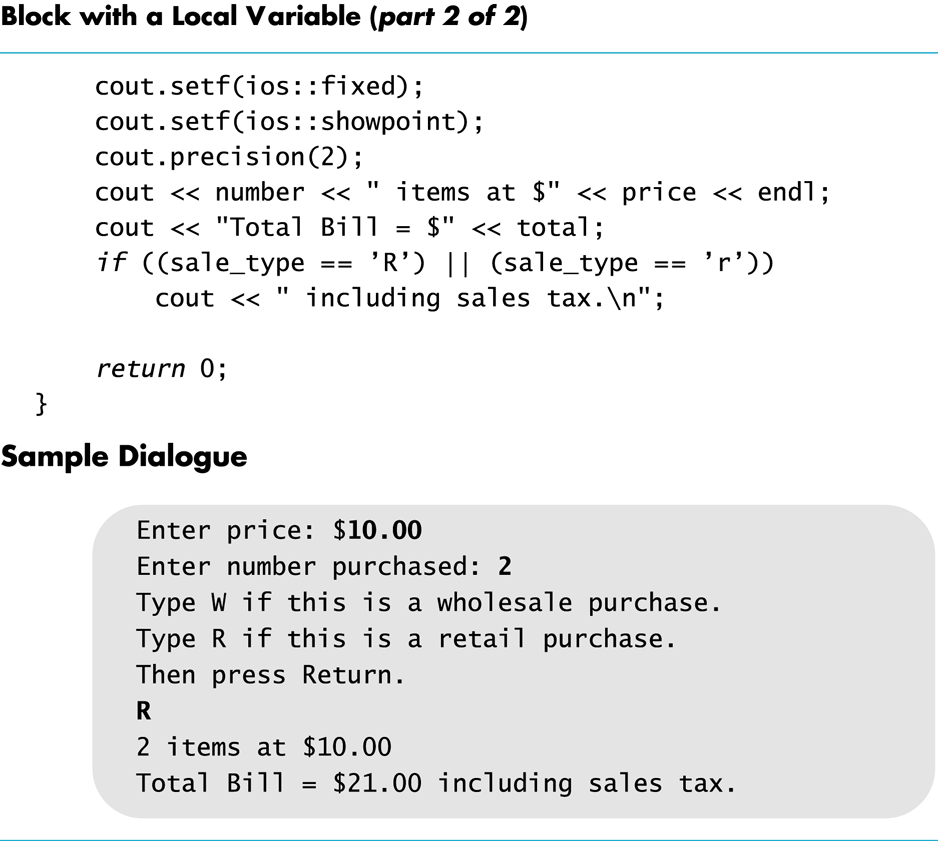 Block with a Local Variable (part 2 of 2)
cout.setf(ios::fixed);
cout.setf(ios::showpoint);
cout.precision(2);
cout << number << " items at $" << price << endl;
cout << "Total Bill = $" << total;
if ((sale_type == ’R’) || (sale_type == ’r’))
cout << " including sales tax.\n";
return 0;
}
Sample Dialogue
Enter price: $10.00
Enter number purchased: 2
Type W if this is a wholesale purchase.
Type R if this is a retail purchase.
Then press Return.
R
2 items at $10.00
Total Bill = $21.00 including sales tax.